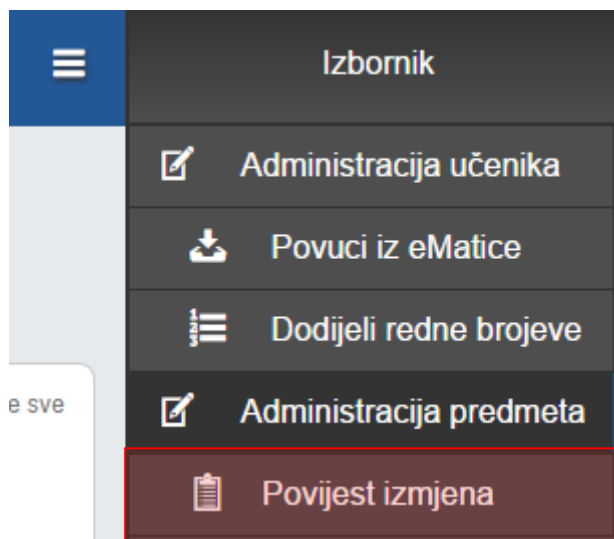 Izbornik
Administracija učenika
Povuci iz eMatice
Dodijeli redne brojeve
e sve
Administracija predmeta
Povijest izmjena